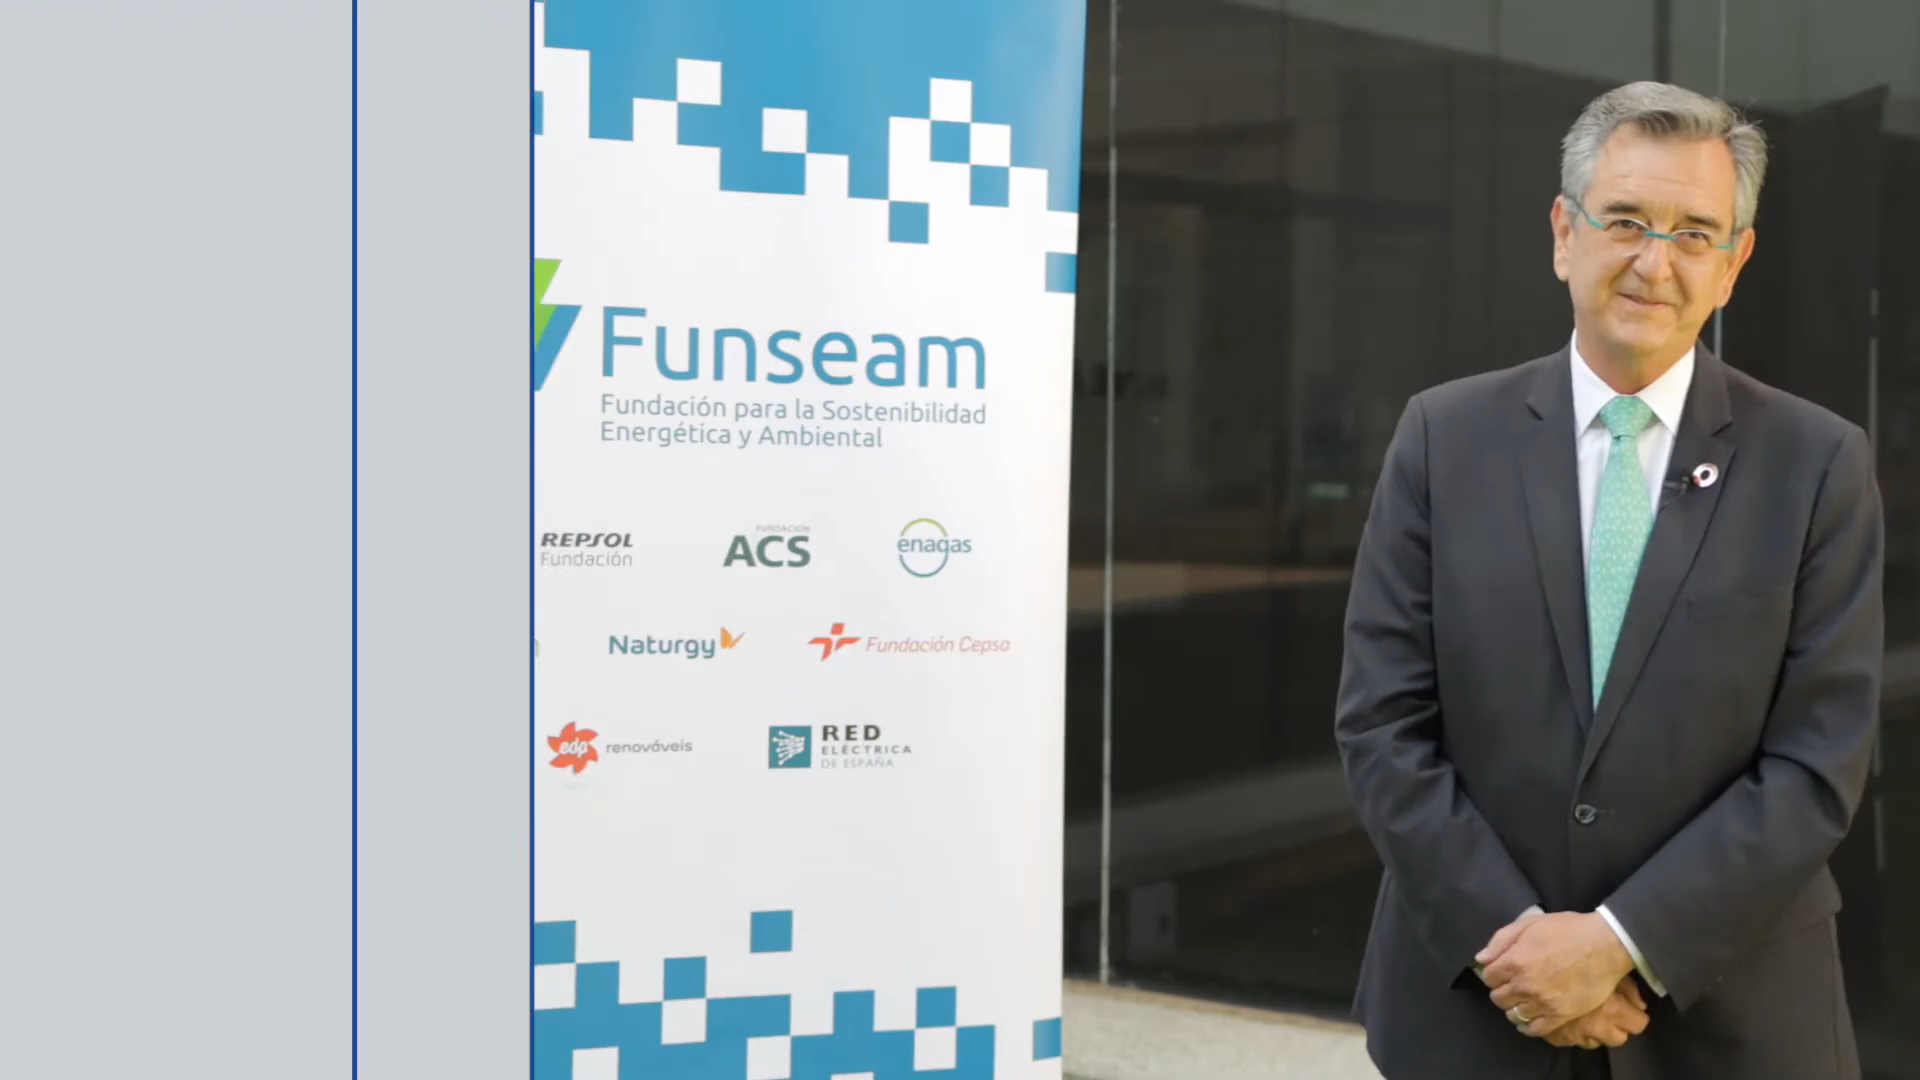 Funseam
Fundación para la Sostenibilidad
Energética y Ambiental
REPSOL
Fundación
FUNDACIÓN
ACS
enagas
Naturgy
Fundación Cepsa
edp renováveis
RED
ELÉCTRICA
DE ESPAÑA